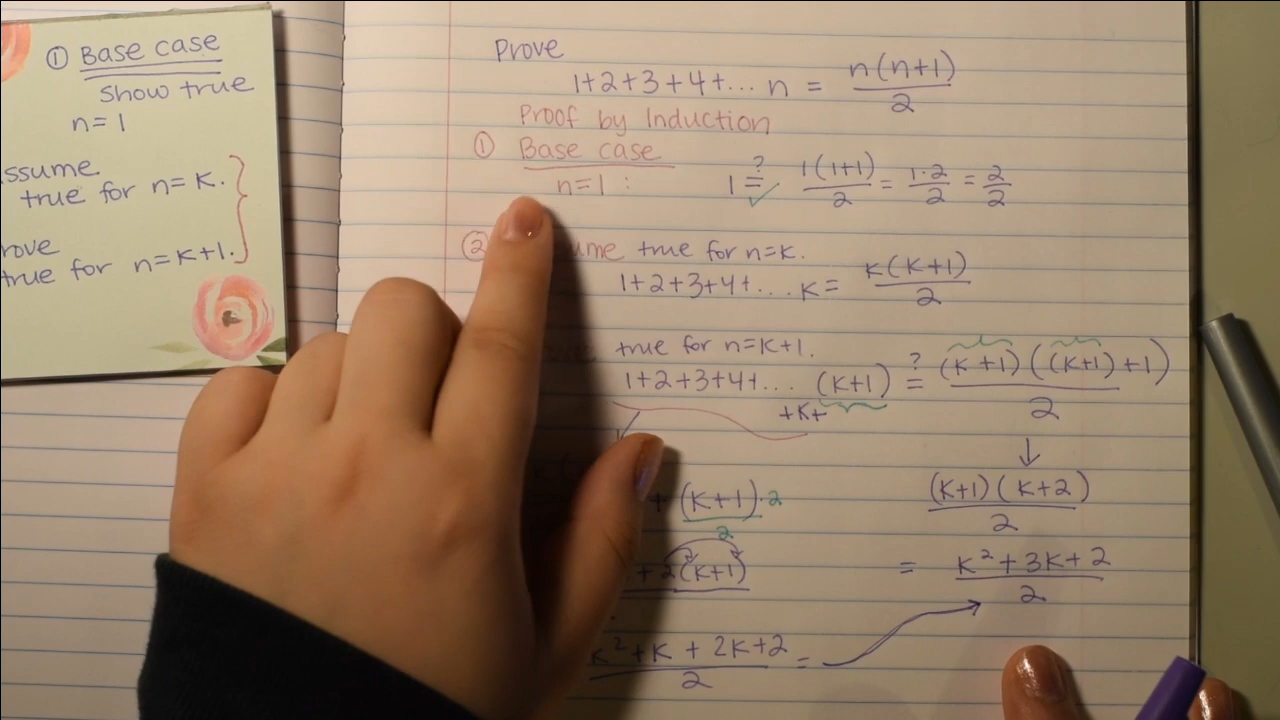 ① Base case
Show true
n=1
ssume
true for n=k.
rove
true for n=k+1.
Prove
1+2+3+4+... n = n(n+1)/2
Proof by Induction
① Base case
n=1 :
1 ?= ✓ 1(1+1)/2 = 1·2/2 = 2/2
② ume true for n=k.
1+2+3+4+... k = k(k+1)/2
true for n=k+1.
1+2+3+4+.... +k+ (k+1) ?= (k+1)((k+1)+1)/2
↓
+ (k+1)·2/2
(k+1)(k+2)/2
+2(k+1)
= k²+3k+2/2
k²+k+2k+2/2 =